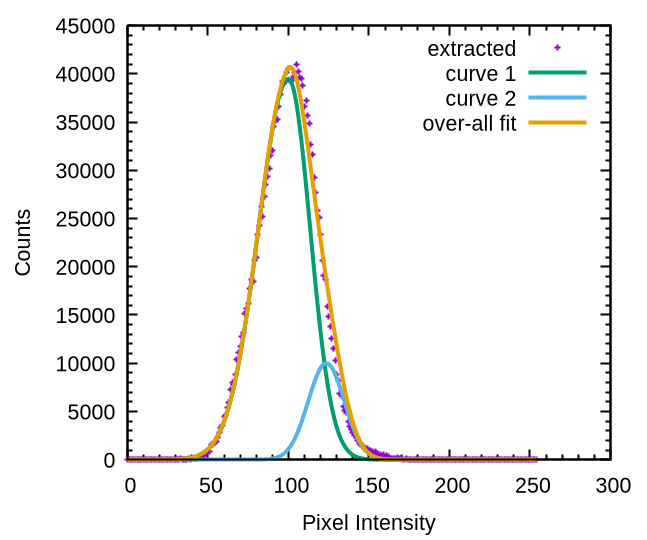 45000
40000
35000
30000
25000
20000
15000
10000
5000
0
Counts
extracted
curve 1
curve 2
over-all fit
0 50 100 150 200 250 300
Pixel Intensity